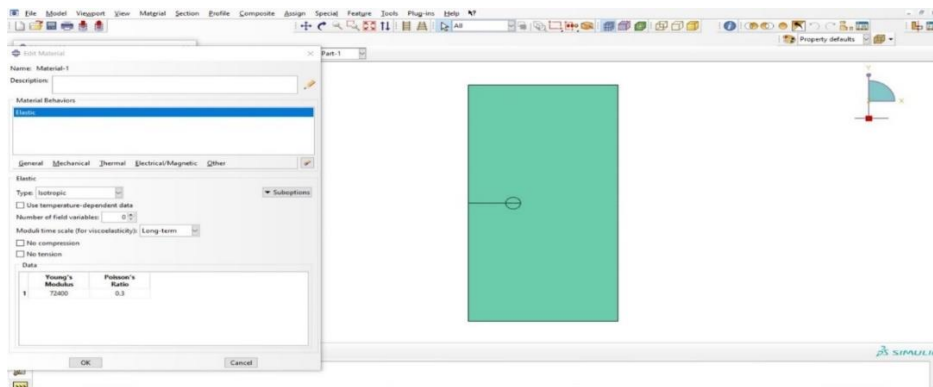 File Model Viewport View Material Section Profile Composite Assign Special Feature Tools Plug-ins Help
All
Property defaults
Edit Material
Part-1
Name: Material-1
Description:
Material Behaviors
Elastic
General Mechanical Thermal Electrical/Magnetic Other
Elastic
Type: Isotropic
Suboptions
Use temperature-dependent data
Number of field variables: 0
Moduli time scale (for viscoelasticity): Long-term
No compression
No tension
Data
Young's Modulus
Poisson's Ratio
1 72400 0.3
OK Cancel
Y
X
SIMULI